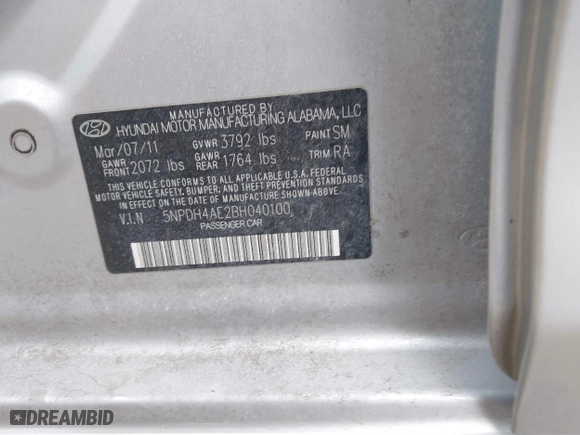 MANUFACTURED BY
HYUNDAI MOTOR MANUFACTURING ALABAMA, LLC
Mar/07/11 GVWR 3792 lbs PAINT SM
GAWR FRONT 2072 lbs GAWR REAR 1764 lbs TRIM RA
THIS VEHICLE CONFORMS TO ALL APPLICABLE U.S.A. FEDERAL
MOTOR VEHICLE SAFETY, BUMPER, AND THEFT PREVENTION STANDARDS
IN EFFECT ON THE DATE OF MANUFACTURE SHOWN ABOVE.
V.I.N 5NPDH4AE2BH040100
PASSENGER CAR
DREAMBID